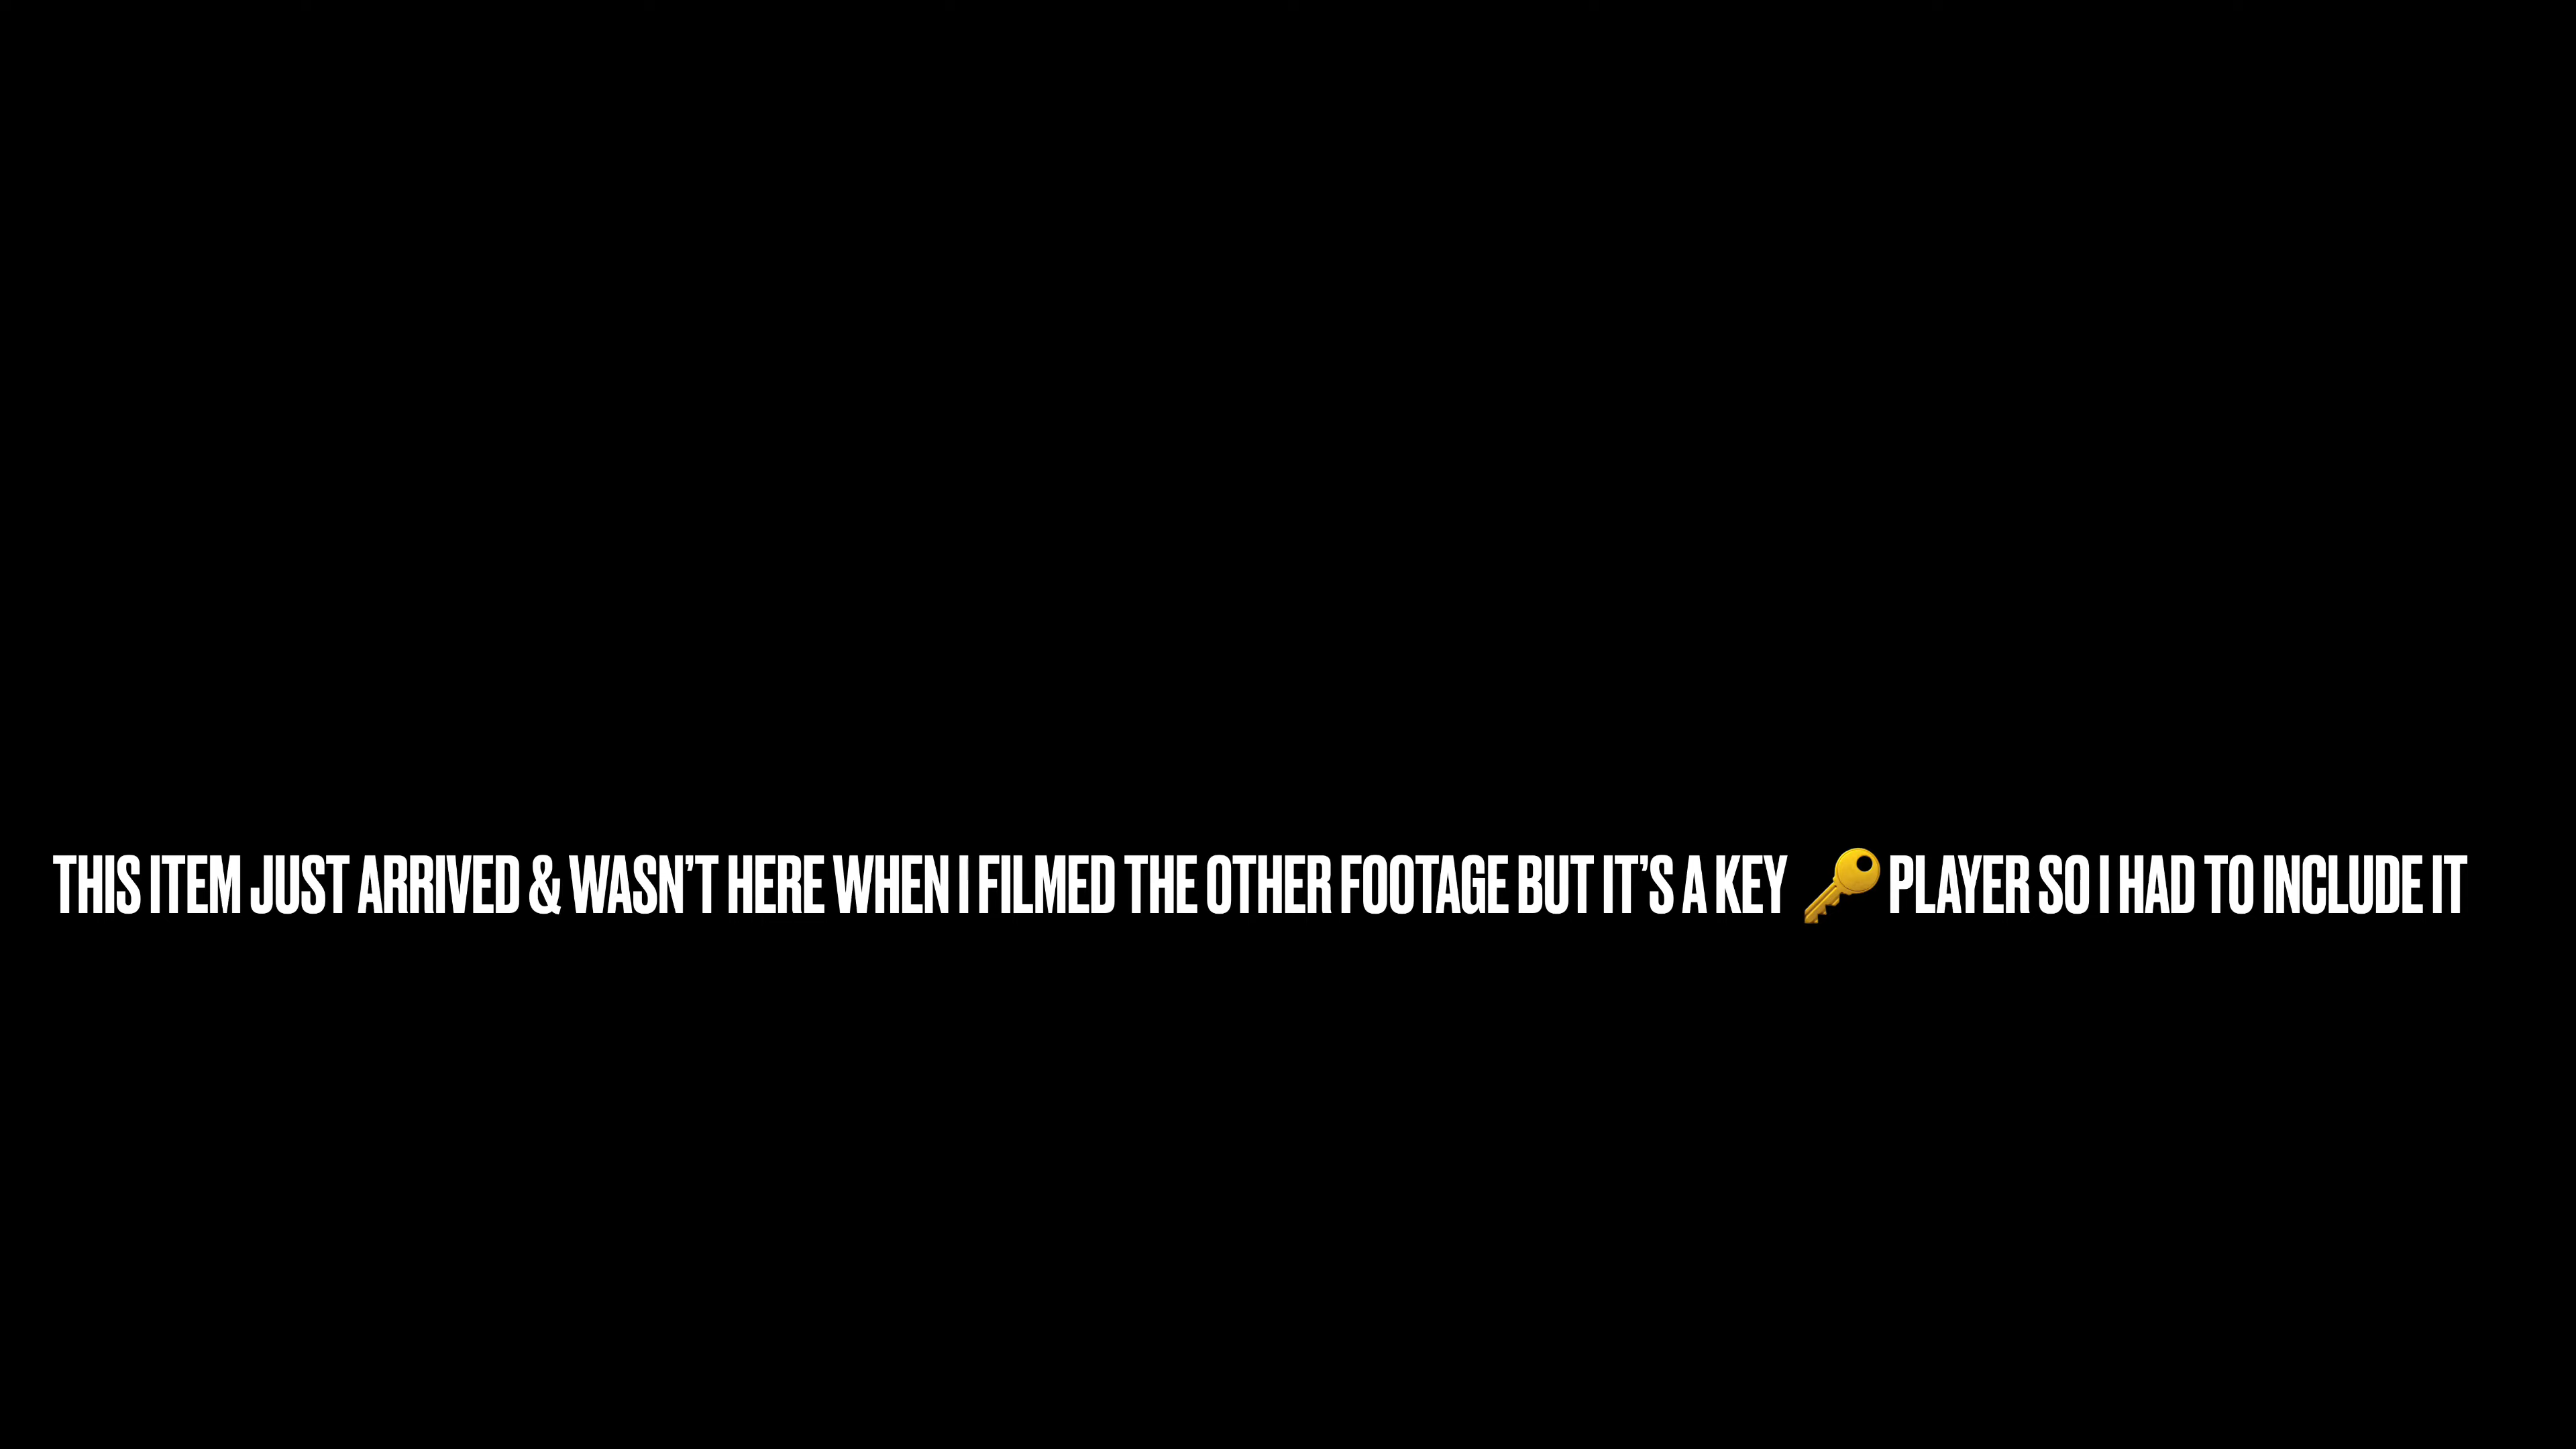 THIS ITEM JUST ARRIVED & WASN’T HERE WHEN I FILMED THE OTHER FOOTAGE BUT IT’S A KEY 🔑 PLAYER SO I HAD TO INCLUDE IT